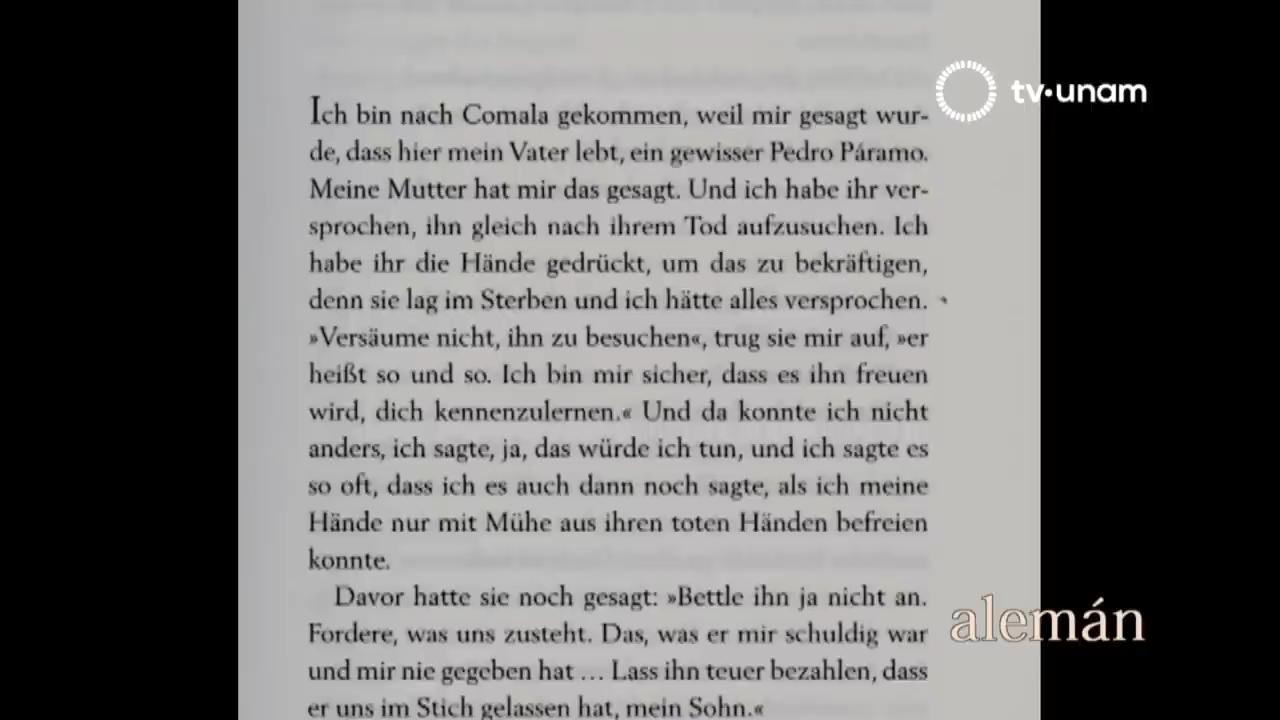 tv·unam
Ich bin nach Comala gekommen, weil mir gesagt wur-
de, dass hier mein Vater lebt, ein gewisser Pedro Páramo.
Meine Mutter hat mir das gesagt. Und ich habe ihr ver-
sprochen, ihn gleich nach ihrem Tod aufzusuchen. Ich
habe ihr die Hände gedrückt, um das zu bekräftigen,
denn sie lag im Sterben und ich hätte alles versprochen.
»Versäume nicht, ihn zu besuchen«, trug sie mir auf, »er
heißt so und so. Ich bin mir sicher, dass es ihn freuen
wird, dich kennenzulernen.« Und da konnte ich nicht
anders, ich sagte, ja, das würde ich tun, und ich sagte es
so oft, dass ich es auch dann noch sagte, als ich meine
Hände nur mit Mühe aus ihren toten Händen befreien
konnte.
Davor hatte sie noch gesagt: »Bettle ihn ja nicht an.
Fordere, was uns zusteht. Das, was er mir schuldig war
und mir nie gegeben hat ... Lass ihn teuer bezahlen, dass
er uns im Stich gelassen hat, mein Sohn.«
alemán